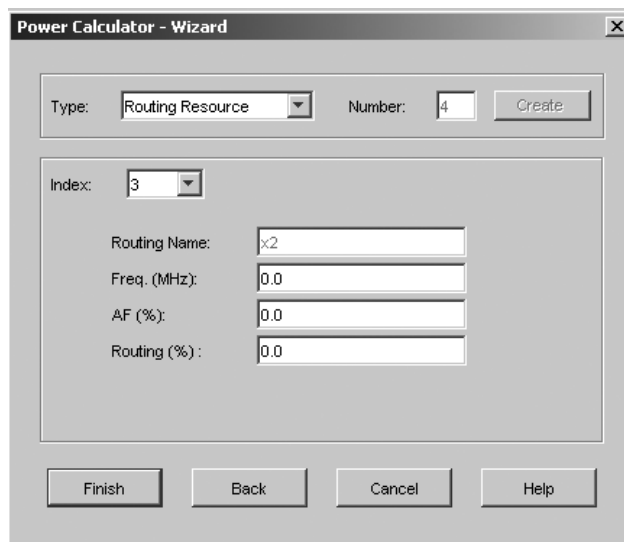 Power Calculator - Wizard
Type: Routing Resource Number: 4 Create
Index: 3
Routing Name: x2
Freq. (MHz): 0.0
AF (%): 0.0
Routing (%) : 0.0
Finish Back Cancel Help